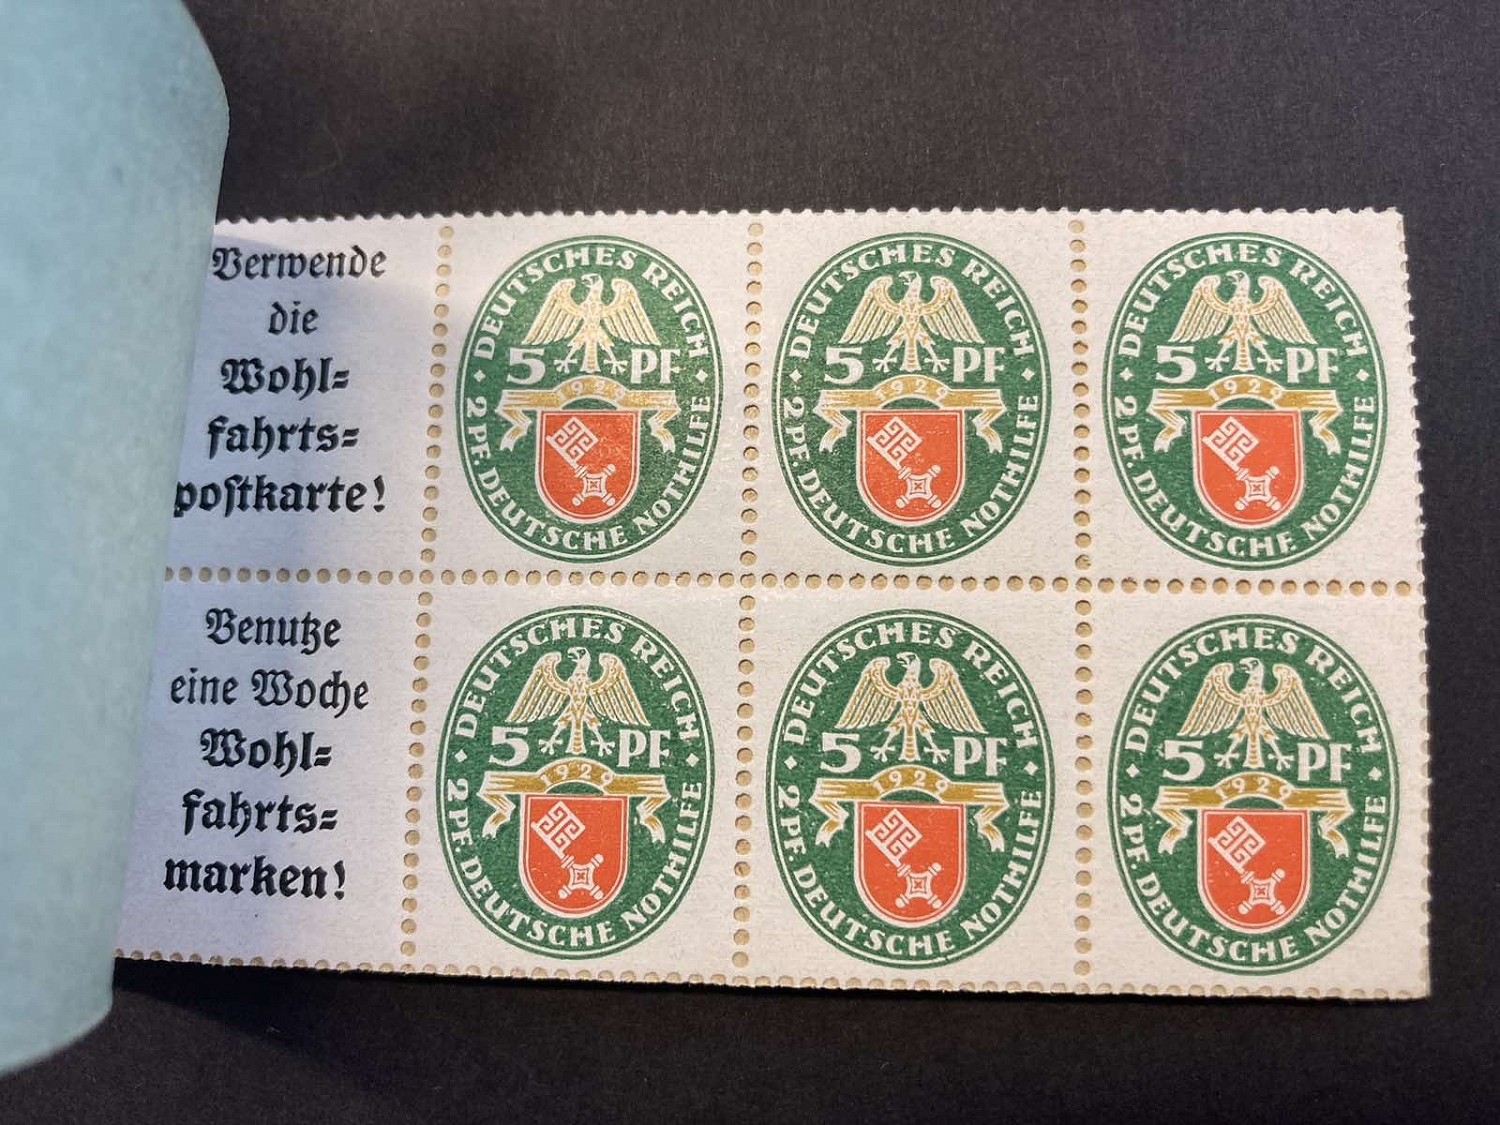 Verwende
die
Wohl=
fahrts=
poſtkarte!
DEUTSCHES REICH
5 PF
1929
2 PF. DEUTSCHE NOTHILFE
DEUTSCHES REICH
5 PF
1929
2 PF. DEUTSCHE NOTHILFE
DEUTSCHES REICH
5 PF
1929
2 PF. DEUTSCHE NOTHILFE
Benutze
eine Woche
Wohl=
fahrts=
marken!
DEUTSCHES REICH
5 PF
1929
2 PF. DEUTSCHE NOTHILFE
DEUTSCHES REICH
5 PF
1929
2 PF. DEUTSCHE NOTHILFE
DEUTSCHES REICH
5 PF
1929
2 PF. DEUTSCHE NOTHILFE